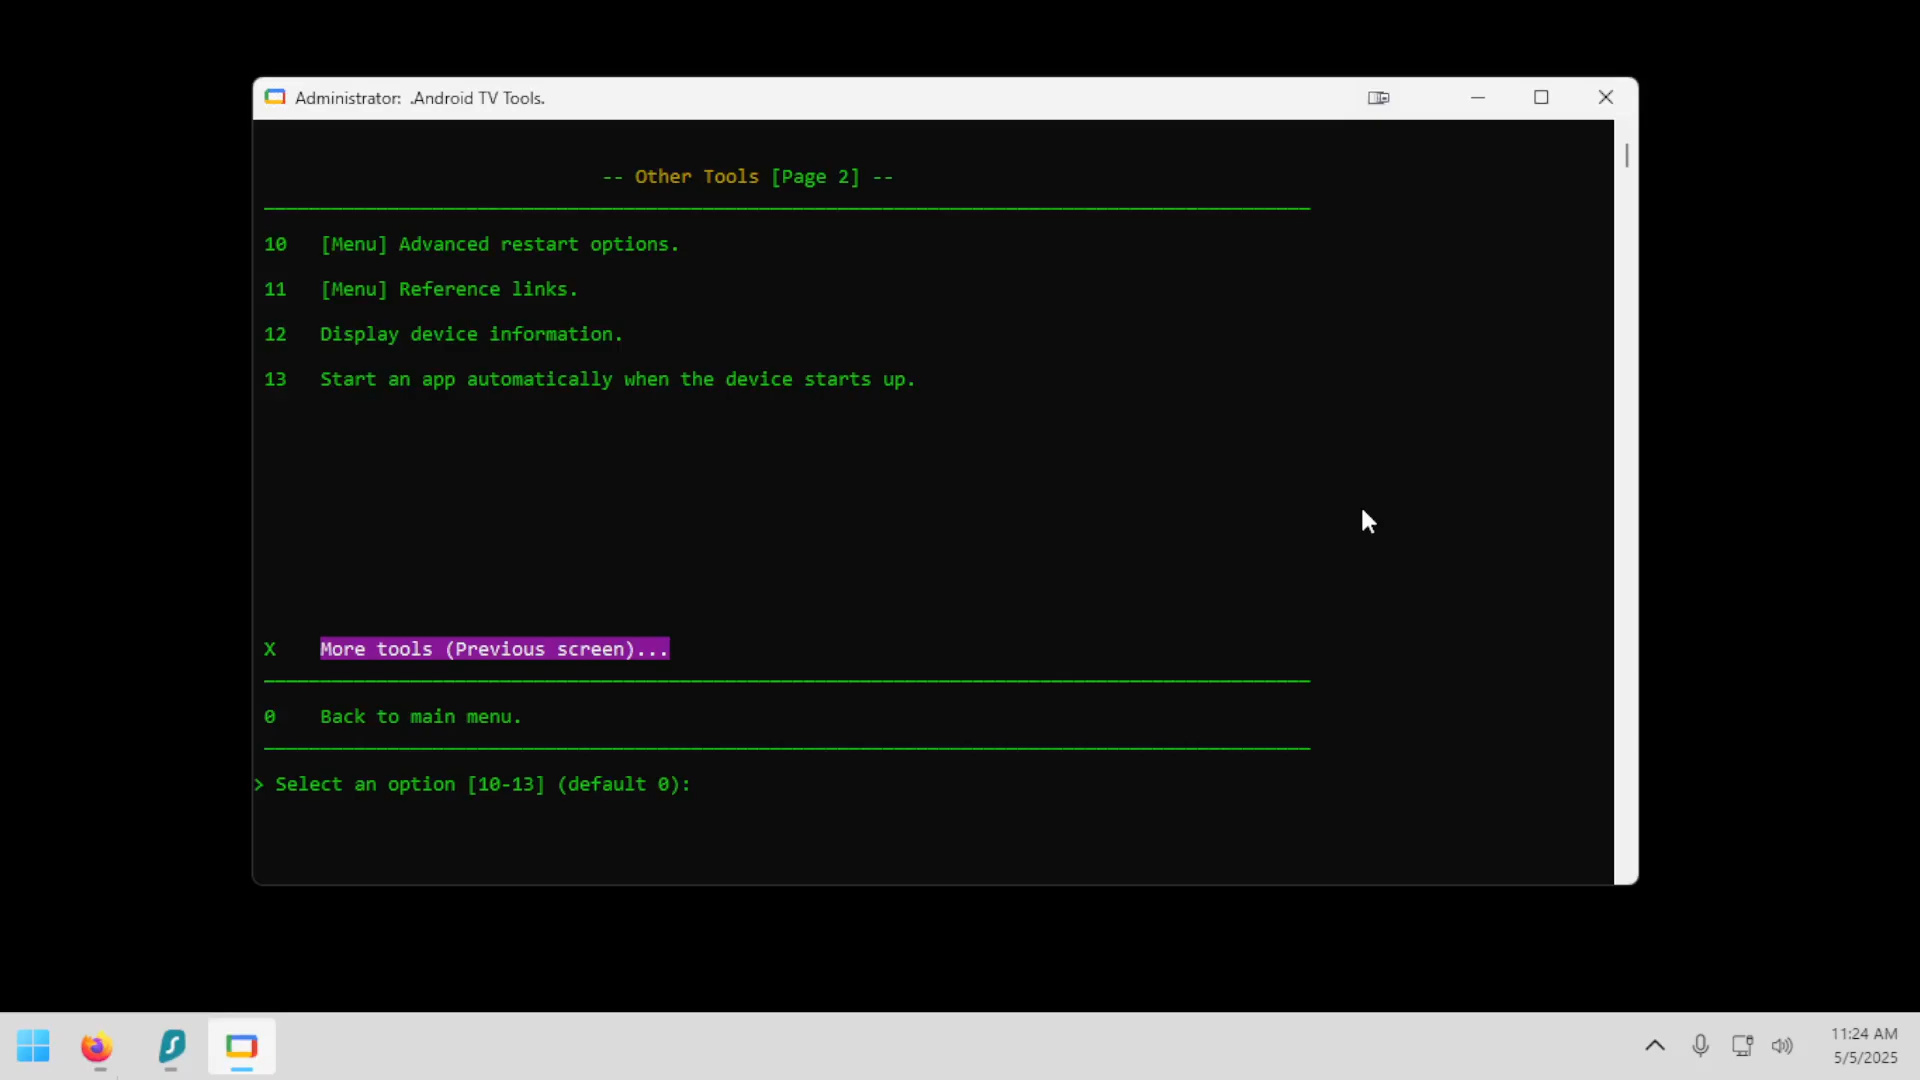 Administrator:  .Android TV Tools.
-- Other Tools [Page 2] --
10 [Menu] Advanced restart options.
11 [Menu] Reference links.
12 Display device information.
13 Start an app automatically when the device starts up.
X More tools (Previous screen)...
0 Back to main menu.
> Select an option [10-13] (default 0):
11:24 AM
5/5/2025